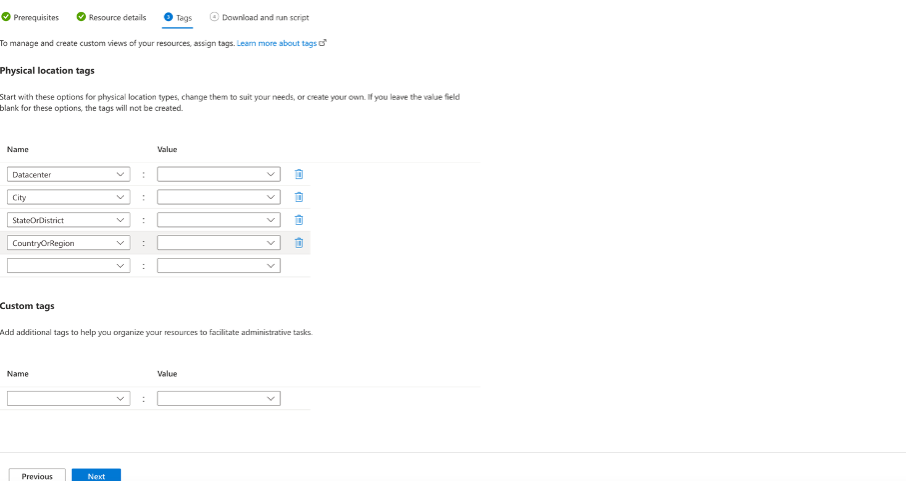 Prerequisites Resource details 3 Tags 4 Download and run script
To manage and create custom views of your resources, assign tags. Learn more about tags
Physical location tags
Start with these options for physical location types, change them to suit your needs, or create your own. If you leave the value field
blank for these options, the tags will not be created.
Name Value
Datacenter :
City :
StateOrDistrict :
CountryOrRegion :
:
Custom tags
Add additional tags to help you organize your resources to facilitate administrative tasks.
Name Value
:
Previous Next